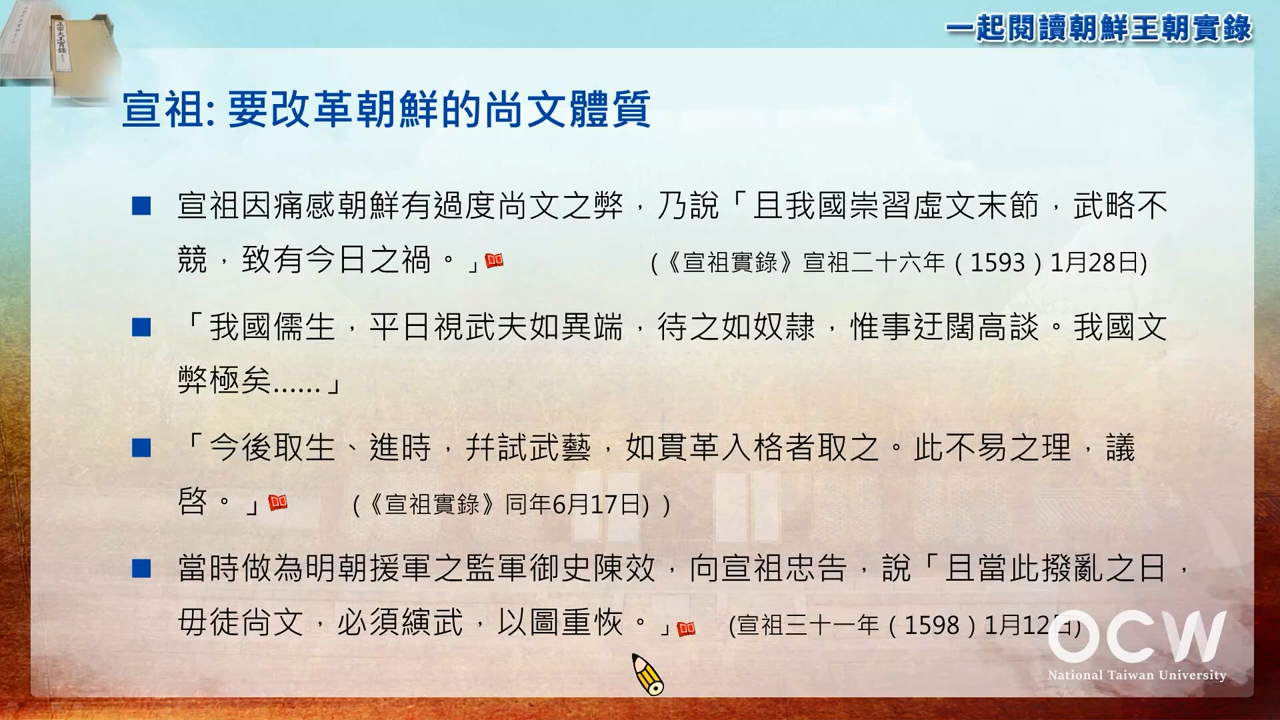 一起閱讀朝鮮王朝實錄
宣祖: 要改革朝鮮的尚文體質
宣祖因痛感朝鮮有過度尚文之弊，乃說「且我國崇習虛文末節，武略不
競，致有今日之禍。」 (《宣祖實錄》宣祖二十六年（1593）1月28日)
「我國儒生，平日視武夫如異端，待之如奴隷，惟事迂闊高談。我國文
弊極矣......」
「今後取生、進時，幷試武藝，如貫革入格者取之。此不易之理，議
啓。」 (《宣祖實錄》同年6月17日) )
當時做為明朝援軍之監軍御史陳效，向宣祖忠告，說「且當此撥亂之日，
毋徒尙文，必須縯武，以圖重恢。」 (宣祖三十一年（1598）1月12日)
OCW
National Taiwan University